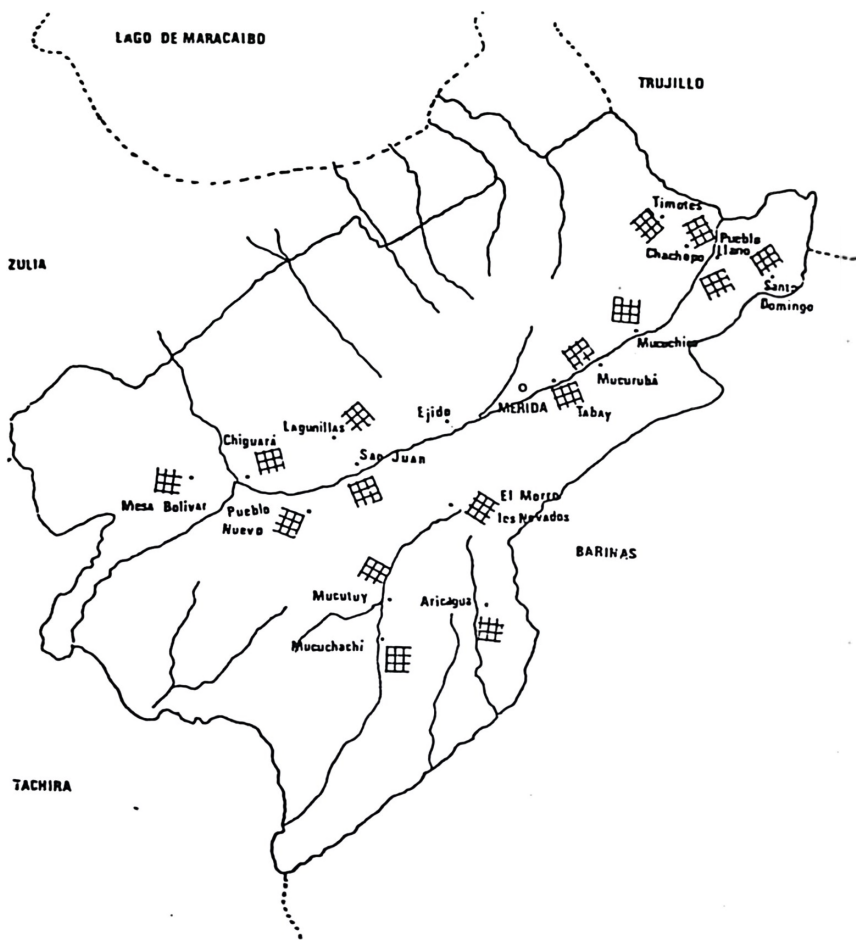 LAGO DE MARACAIBO
TRUJILLO
Timotes
Pueblo
Llano
Chachopo
ZULIA
Santo
Domingo
Mucuchies
Mucurubá
MERIDA
Tabay
Ejido
Lagunillas
Chiguará
San Juan
Mesa Bolívar
Pueblo
Nuevo
El Morro
los Nevados
BARINAS
Mucutuy
Aricagua
Mucuchachí
TACHIRA